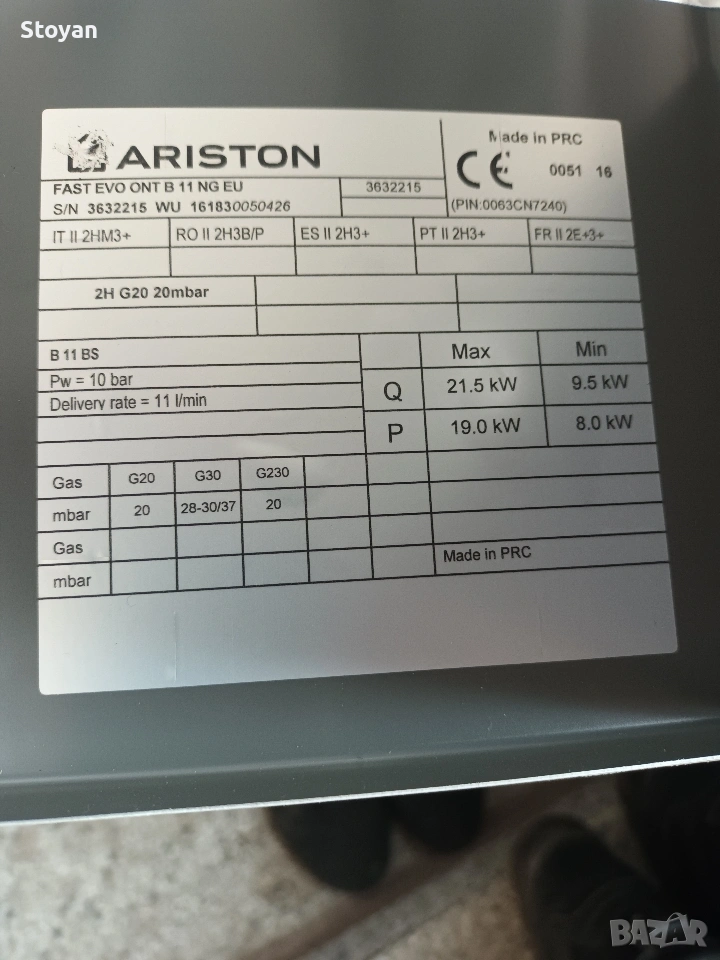 Stoyan
ARISTON
Made in PRC
CE 0051 16
FAST EVO ONT B 11 NG EU
3632215
S/N 3632215 WU 161830050426
(PIN:0063CN7240)
IT II 2HM3+ RO II 2H3B/P ES II 2H3+ PT II 2H3+ FR II 2E+3+
2H G20 20mbar
B 11 BS
Max Min
Pw = 10 bar
Q 21.5 kW 9.5 kW
Delivery rate = 11 l/min
P 19.0 kW 8.0 kW
Gas G20 G30 G230
mbar 20 28-30/37 20
Gas
mbar
Made in PRC
BAZAR